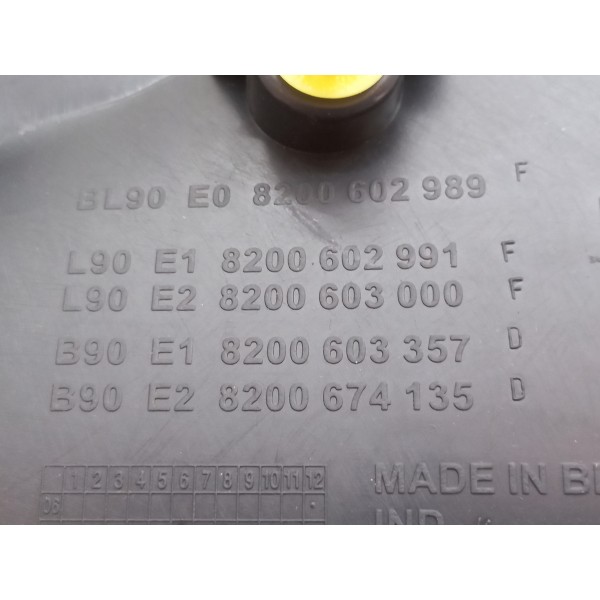 BL90 E0 8200 602 989 F
L90 E1 8200 602 991 F
L90 E2 8200 603 000 F
B90 E1 8200 603 357 D
B90 E2 8200 674 135 D
1 2 3 4 5 6 7 8 9 10 11 12
06
MADE IN
IND